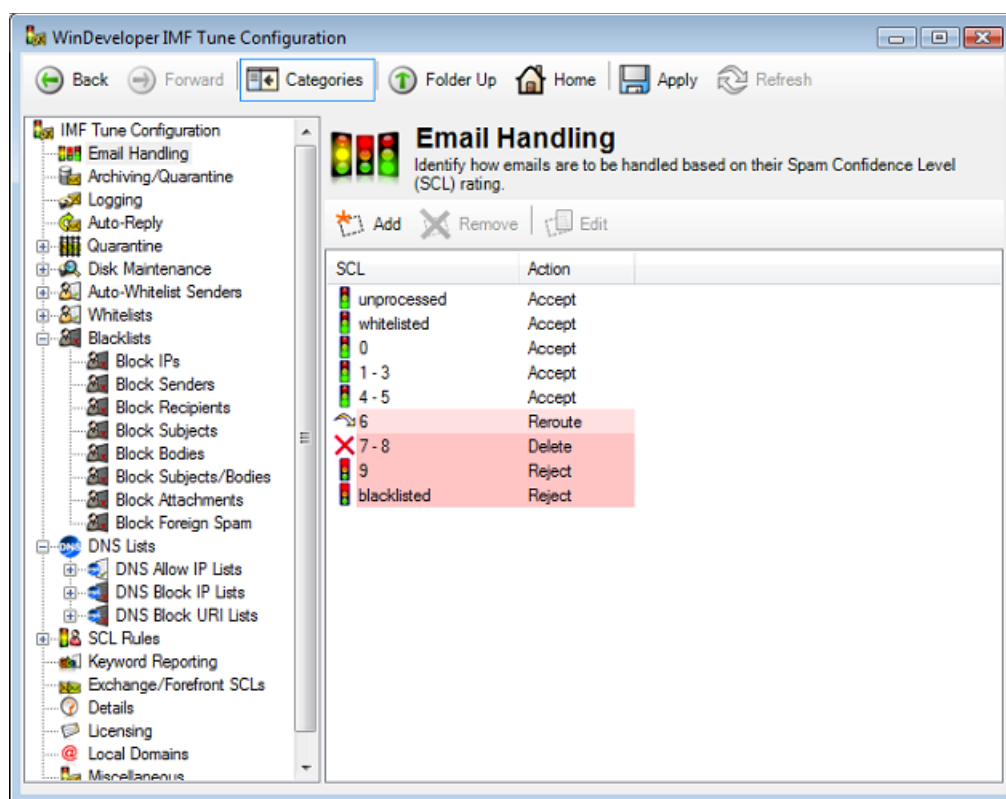 WinDeveloper IMF Tune Configuration
Back Forward Categories Folder Up Home Apply Refresh
IMF Tune Configuration
Email Handling
Archiving/Quarantine
Logging
Auto-Reply
Quarantine
Disk Maintenance
Auto-Whitelist Senders
Whitelists
Blacklists
Block IPs
Block Senders
Block Recipients
Block Subjects
Block Bodies
Block Subjects/Bodies
Block Attachments
Block Foreign Spam
DNS Lists
DNS Allow IP Lists
DNS Block IP Lists
DNS Block URI Lists
SCL Rules
Keyword Reporting
Exchange/Forefront SCLs
Details
Licensing
Local Domains
Miscellaneous
Email Handling
Identify how emails are to be handled based on their Spam Confidence Level
(SCL) rating.
Add Remove Edit
SCL Action
unprocessed Accept
whitelisted Accept
0 Accept
1 - 3 Accept
4 - 5 Accept
6 Reroute
7 - 8 Delete
9 Reject
blacklisted Reject